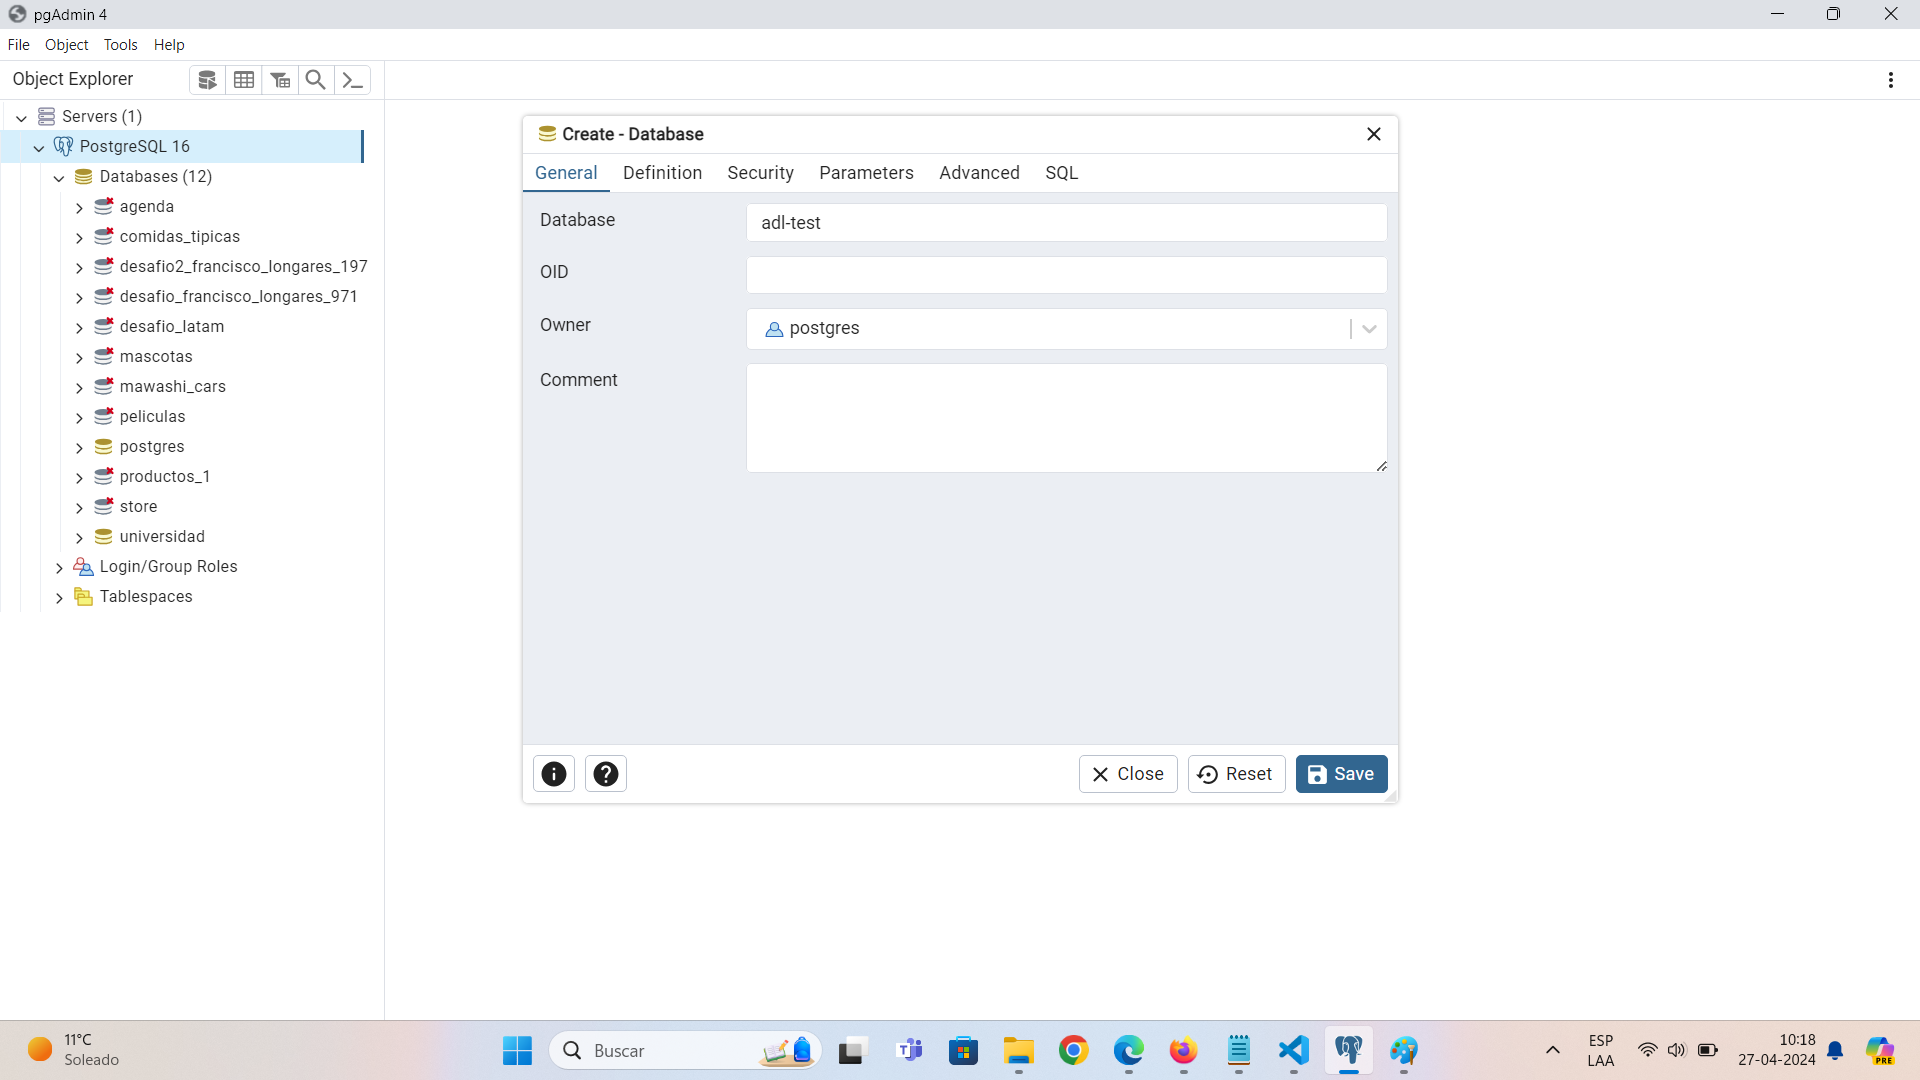 pgAdmin 4
File Object Tools Help
Object Explorer
Servers (1)
PostgreSQL 16
Databases (12)
agenda
comidas_tipicas
desafio2_francisco_longares_197
desafio_francisco_longares_971
desafio_latam
mascotas
mawashi_cars
peliculas
postgres
productos_1
store
universidad
Login/Group Roles
Tablespaces
Create - Database
General Definition Security Parameters Advanced SQL
Database adl-test
OID
Owner postgres
Comment
Close Reset Save
11°C
Soleado
Buscar
ESP
LAA
10:18
27-04-2024
PRE